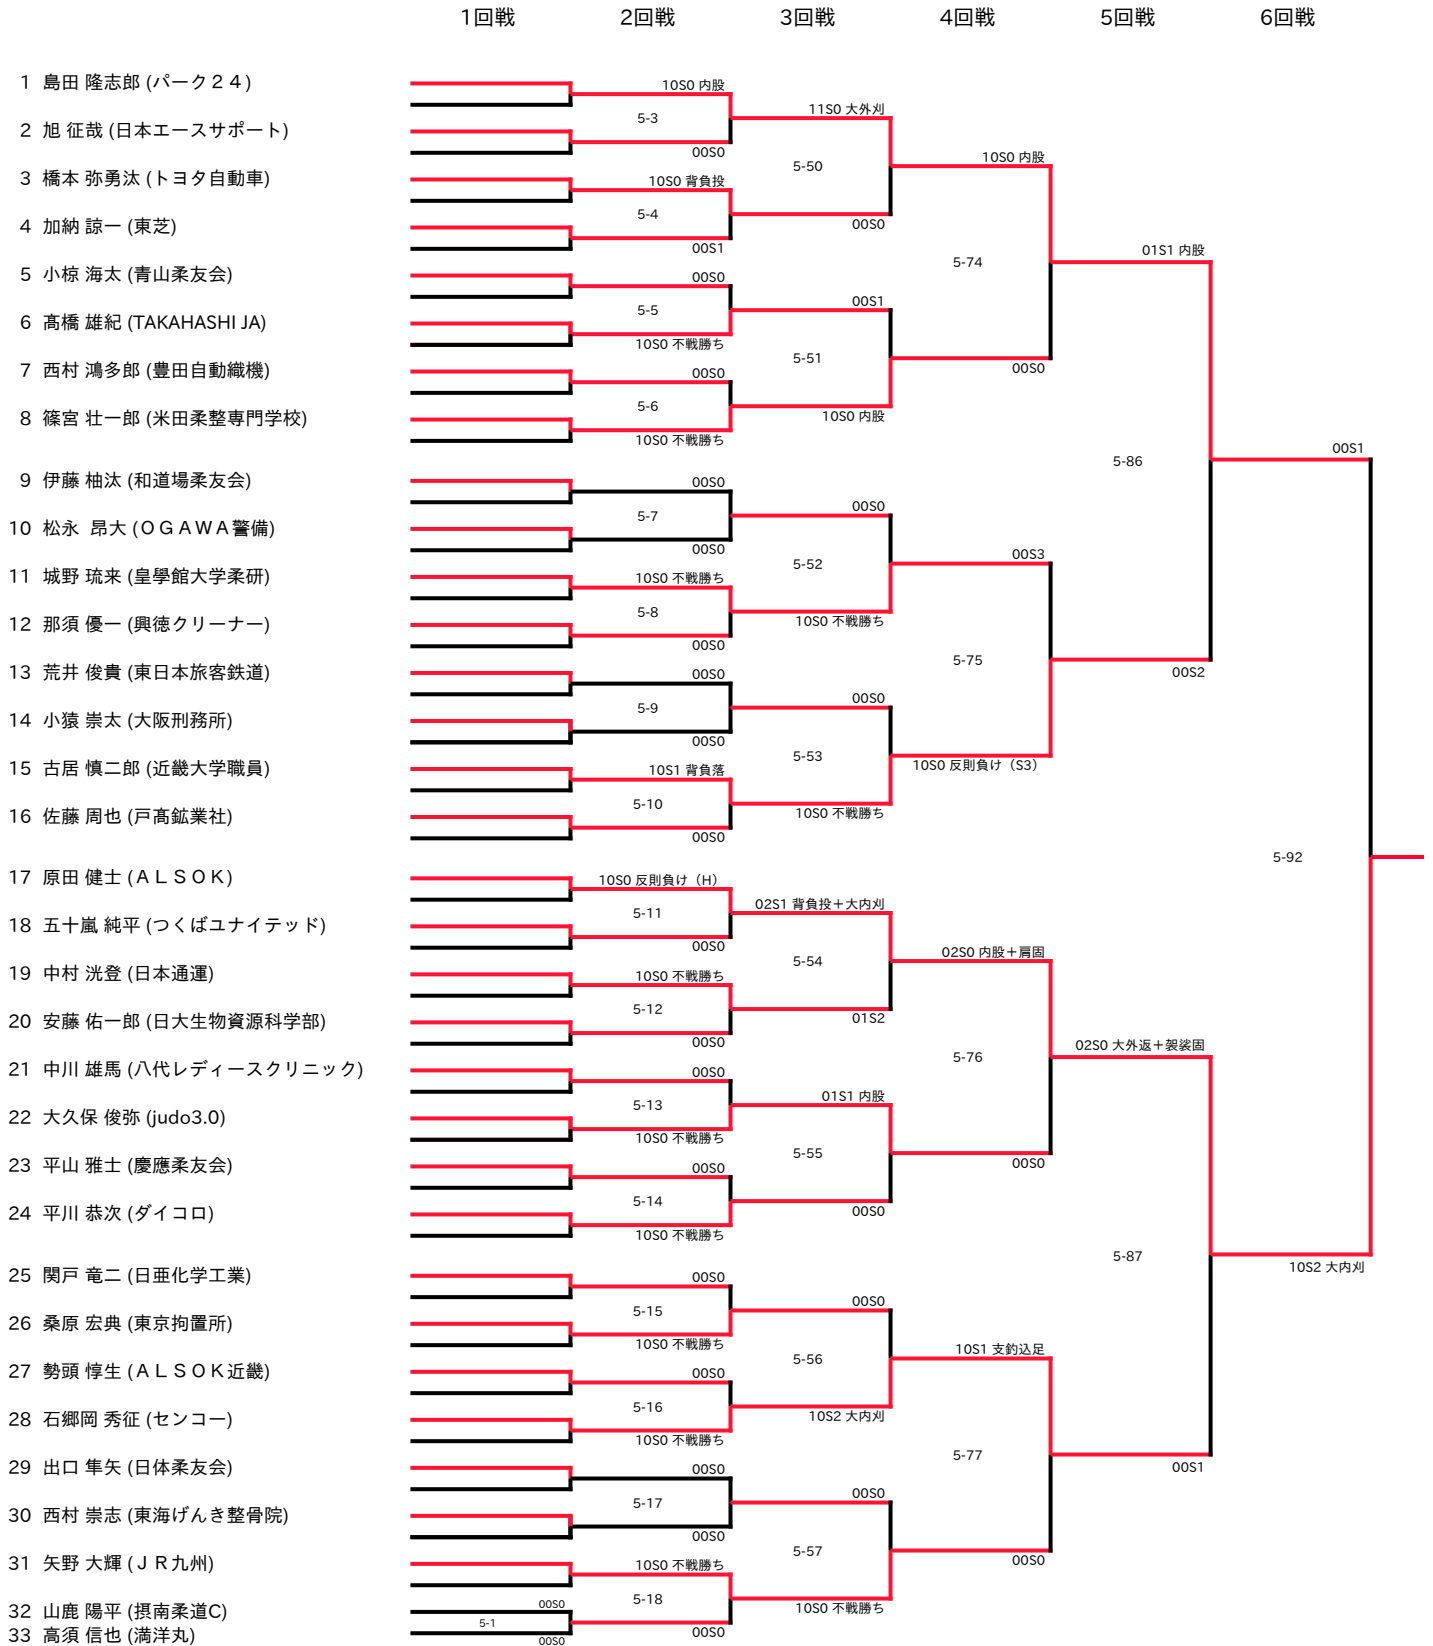 1回戦 2回戦 3回戦 4回戦 5回戦 6回戦
1 島田 隆志郎 (パーク２４)
10S0 内股
11S0 大外刈
5-3
2 旭 征哉 (日本エースサポート)
00S0
10S0 内股
5-50
3 橋本 弥勇汰 (トヨタ自動車)
10S0 背負投
5-4
4 加納 諒一 (東芝)
00S0
00S1
01S1 内股
5-74
5 小椋 海太 (青山柔友会)
00S0
00S1
5-5
6 髙橋 雄紀 (TAKAHASHI JA)
10S0 不戦勝ち
5-51
7 西村 鴻多郎 (豊田自動織機)
00S0
00S0
5-6
8 篠宮 壮一郎 (米田柔整専門学校)
10S0 内股
10S0 不戦勝ち
00S1
5-86
9 伊藤 柚汰 (和道場柔友会)
00S0
00S0
5-7
10 松永 昂大 (ＯＧＡＷＡ警備)
00S0
00S3
5-52
11 城野 琉来 (皇學館大学柔研)
10S0 不戦勝ち
5-8
12 那須 優一 (興徳クリーナー)
10S0 不戦勝ち
00S0
5-75
13 荒井 俊貴 (東日本旅客鉄道)
00S0
00S2
00S0
5-9
14 小猿 崇太 (大阪刑務所)
00S0
5-53
15 古居 慎二郎 (近畿大学職員)
10S1 背負落
10S0 反則負け（S3）
5-10
16 佐藤 周也 (戸髙鉱業社)
10S0 不戦勝ち
00S0
5-92
17 原田 健士 (ＡＬＳＯＫ)
10S0 反則負け（H）
02S1 背負投＋大内刈
5-11
18 五十嵐 純平 (つくばユナイテッド)
00S0
02S0 内股＋肩固
5-54
19 中村 洸登 (日本通運)
10S0 不戦勝ち
5-12
20 安藤 佑一郎 (日大生物資源科学部)
01S2
00S0
02S0 大外返＋袈裟固
5-76
21 中川 雄馬 (八代レディースクリニック)
00S0
01S1 内股
5-13
22 大久保 俊弥 (judo3.0)
10S0 不戦勝ち
5-55
23 平山 雅士 (慶應柔友会)
00S0
00S0
5-14
24 平川 恭次 (ダイコロ)
00S0
10S0 不戦勝ち
5-87
10S2 大内刈
25 関戸 竜二 (日亜化学工業)
00S0
00S0
5-15
26 桑原 宏典 (東京拘置所)
10S0 不戦勝ち
10S1 支釣込足
5-56
27 勢頭 惇生 (ＡＬＳＯＫ近畿)
00S0
5-16
28 石郷岡 秀征 (センコー)
10S2 大内刈
10S0 不戦勝ち
5-77
29 出口 隼矢 (日体柔友会)
00S0
00S1
00S0
5-17
30 西村 崇志 (東海げんき整骨院)
00S0
5-57
31 矢野 大輝 (ＪＲ九州)
10S0 不戦勝ち
00S0
5-18
32 山鹿 陽平 (摂南柔道C)
00S0
10S0 不戦勝ち
5-1
33 高須 信也 (満洋丸)
00S0
00S0